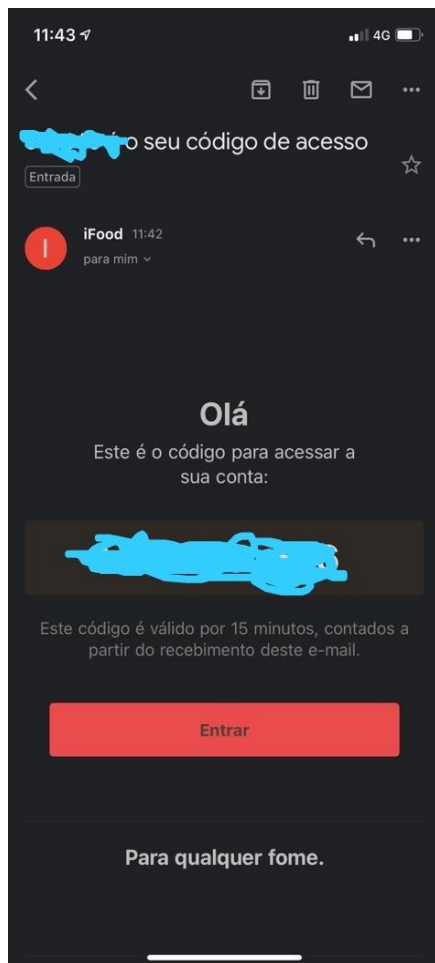 11:43
4G
o seu código de acesso
Entrada
I
iFood 11:42
para mim
Olá
Este é o código para acessar a
sua conta:
Este código é válido por 15 minutos, contados a
partir do recebimento deste e-mail.
Entrar
Para qualquer fome.